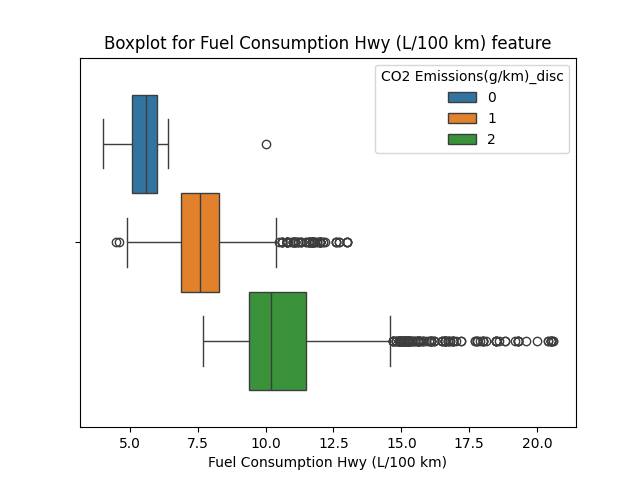 Boxplot for Fuel Consumption Hwy (L/100 km) feature
CO2 Emissions(g/km)_disc
0
1
2
5.0 7.5 10.0 12.5 15.0 17.5 20.0
Fuel Consumption Hwy (L/100 km)